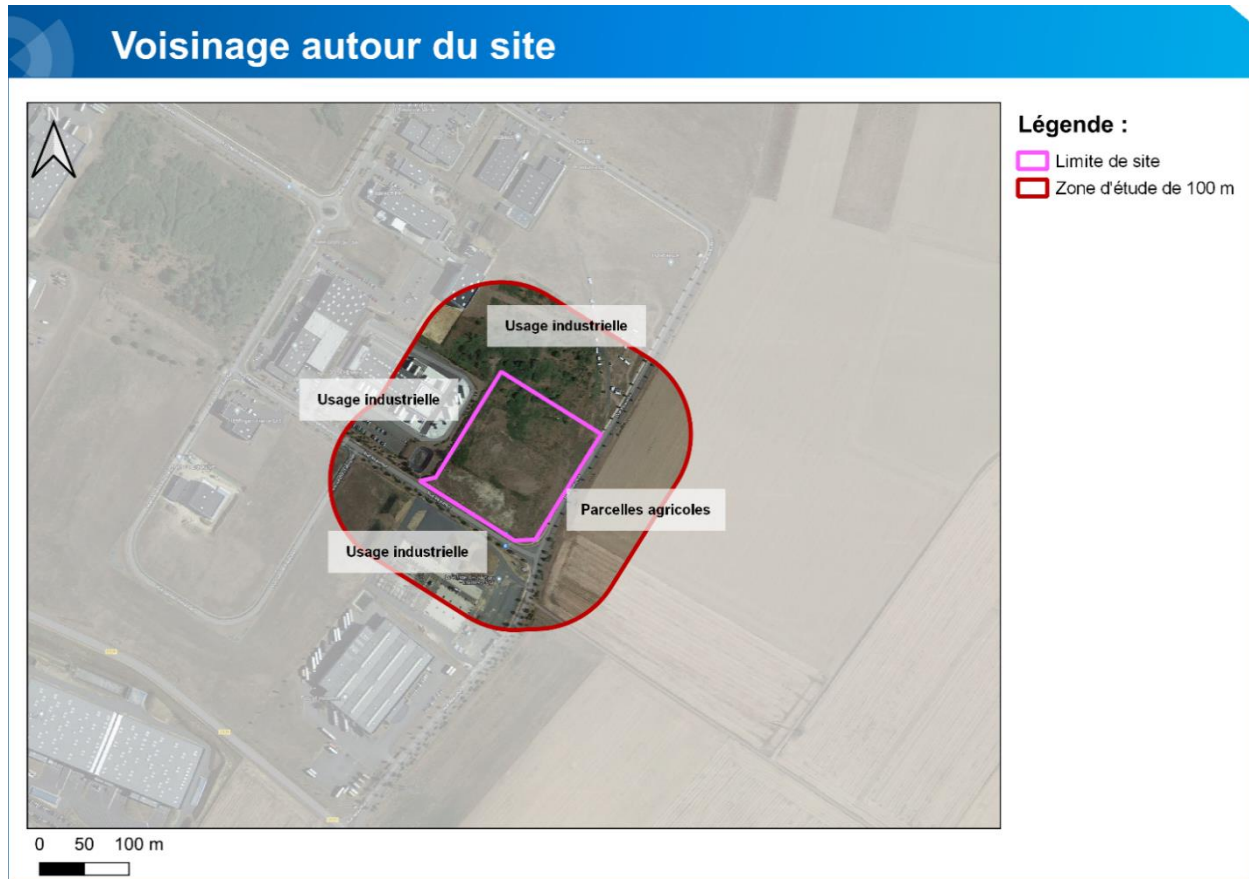 Voisinage autour du site
N
Légende :
Limite de site
Zone d'étude de 100 m
Usage industrielle
Usage industrielle
Parcelles agricoles
Usage industrielle
0 50 100 m